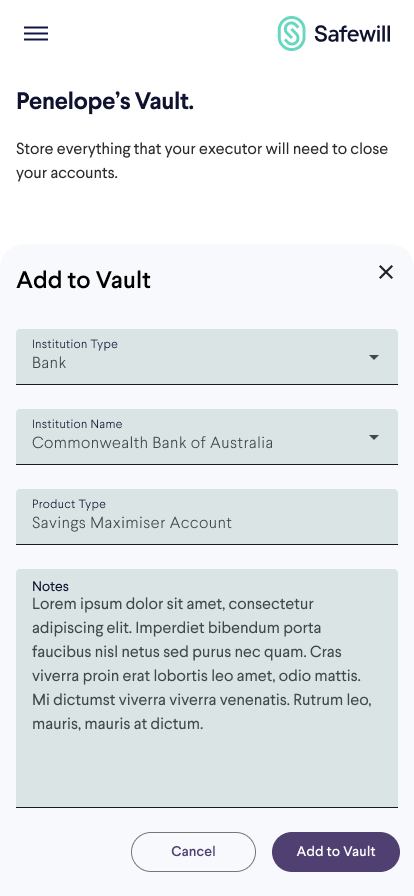 Safewill
Penelope’s Vault.
Store everything that your executor will need to close
your accounts.
Add to Vault
Institution Type
Bank
Institution Name
Commonwealth Bank of Australia
Product Type
Savings Maximiser Account
Notes
Lorem ipsum dolor sit amet, consectetur
adipiscing elit. Imperdiet bibendum porta
faucibus nisl netus sed purus nec quam. Cras
viverra proin erat lobortis leo amet, odio mattis.
Mi dictumst viverra viverra venenatis. Rutrum leo,
mauris, mauris at dictum.
Cancel
Add to Vault